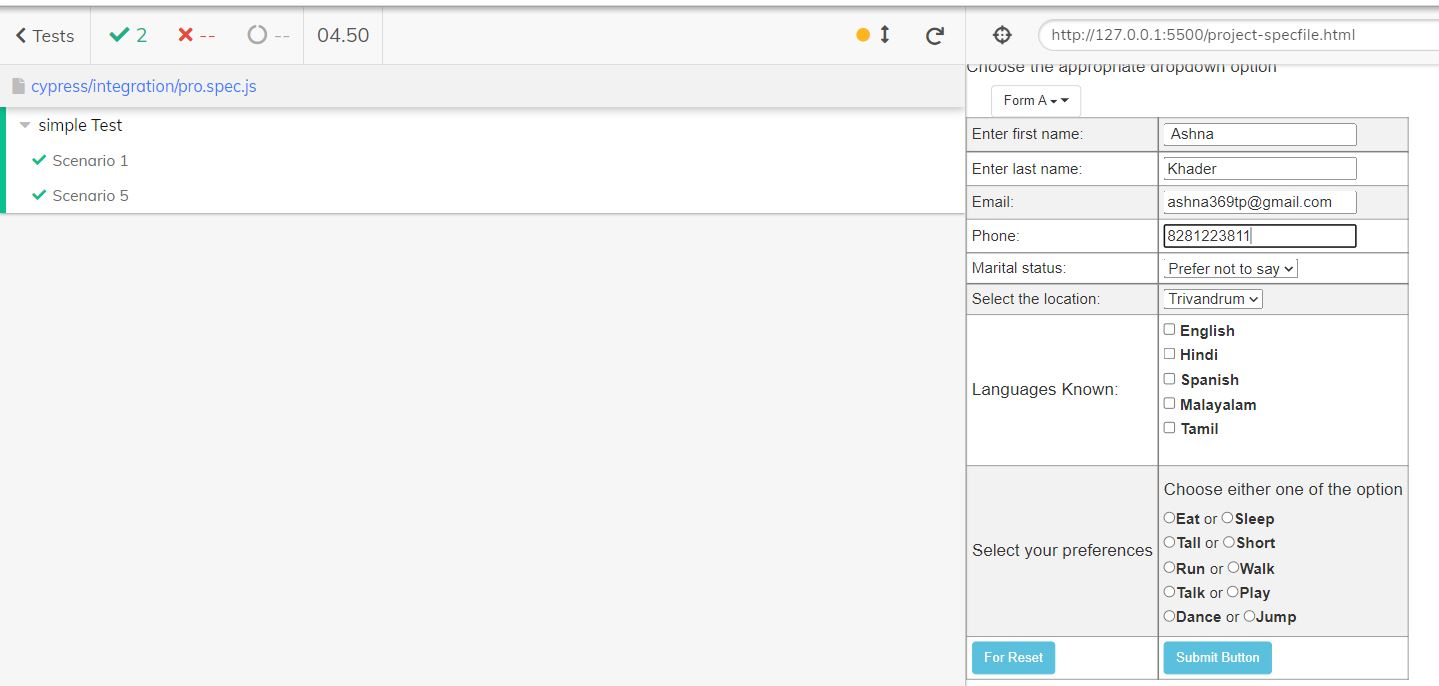 Tests
2
--
--
04.50
http://127.0.0.1:5500/project-specfile.html
cypress/integration/pro.spec.js
simple Test
Scenario 1
Scenario 5
Choose the appropriate dropdown option
Form A
Enter first name: Ashna
Enter last name: Khader
Email: ashna369tp@gmail.com
Phone: 8281223811
Marital status: Prefer not to say
Select the location: Trivandrum
Languages Known:
English
Hindi
Spanish
Malayalam
Tamil
Select your preferences
Choose either one of the option
Eat or Sleep
Tall or Short
Run or Walk
Talk or Play
Dance or Jump
For Reset
Submit Button